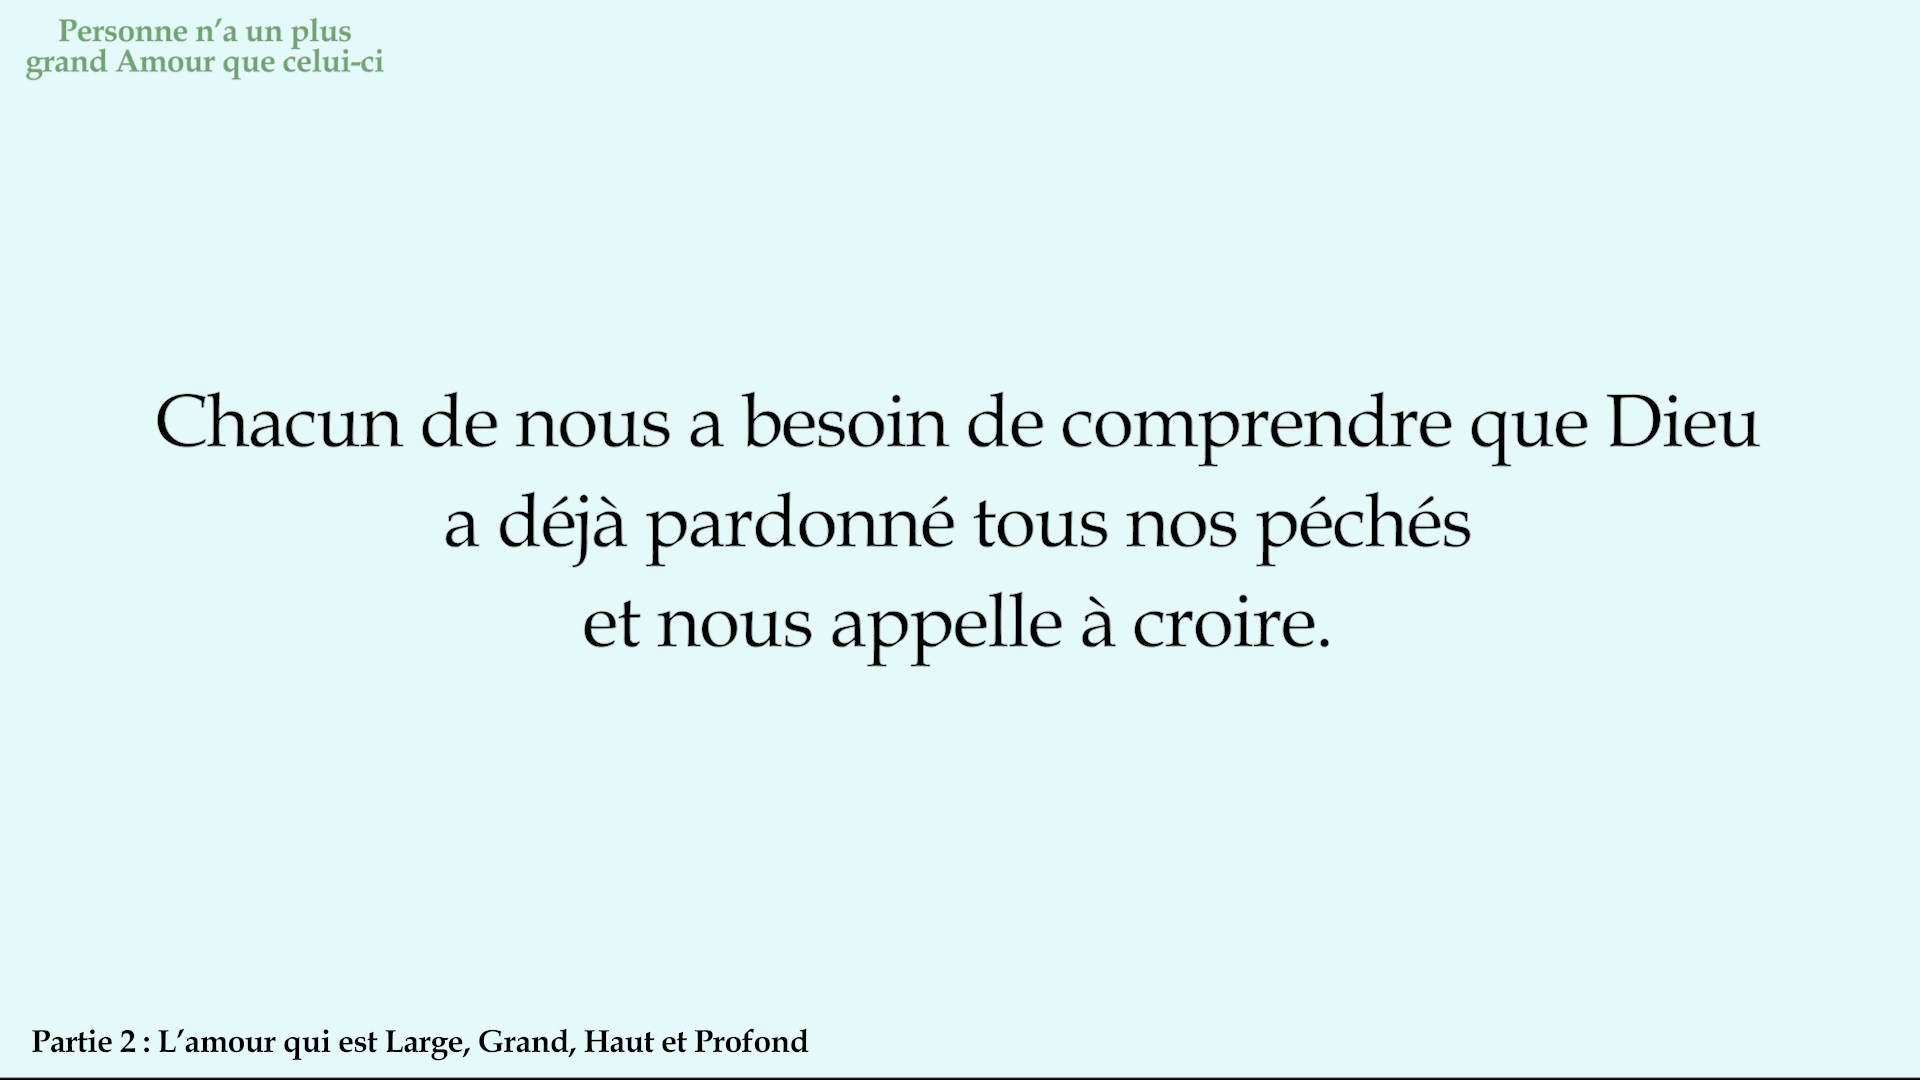 Personne n’a un plus
grand Amour que celui-ci
Chacun de nous a besoin de comprendre que Dieu
a déjà pardonné tous nos péchés
et nous appelle à croire.
Partie 2 : L’amour qui est Large, Grand, Haut et Profond